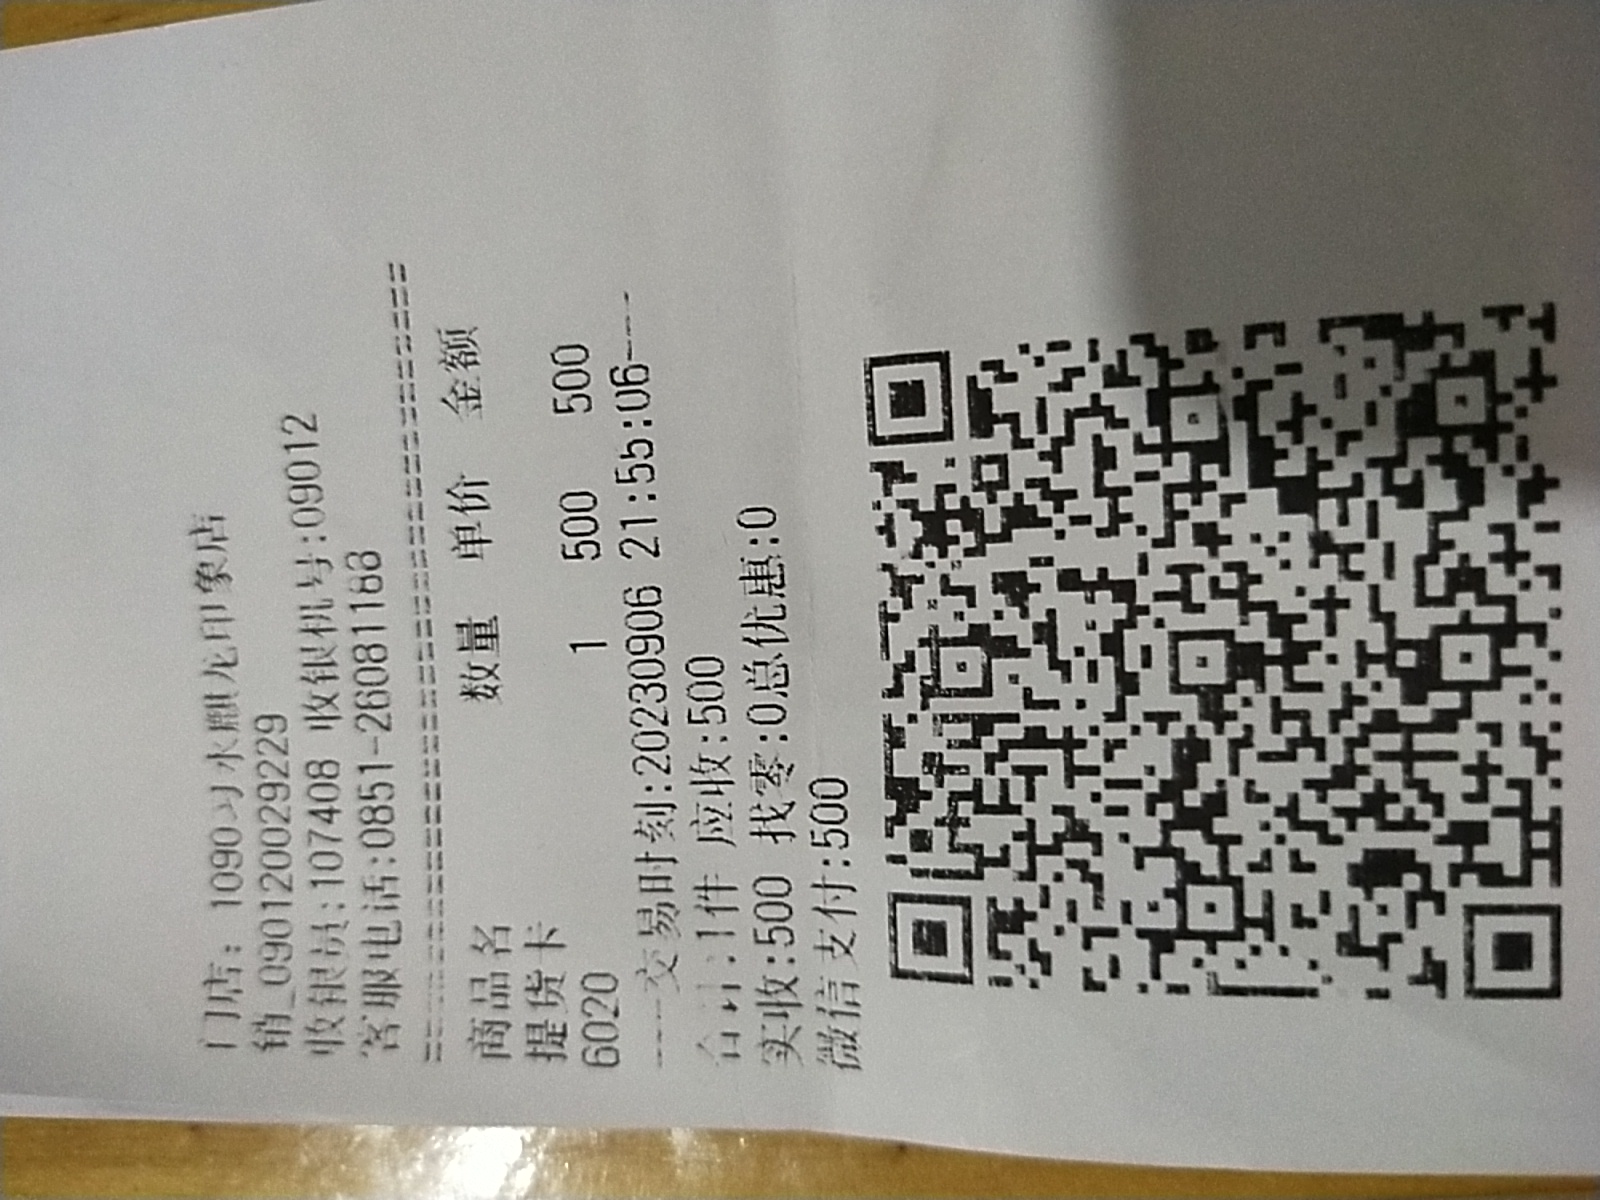 门店: 1090习水麒龙印象店
销_0901200292229
收银员:107408 收银机号:09012
客服电话:0851-26081188
================================
商品名 数量 单价 金额
提货卡
6020 1 500 500
----交易时刻:20230906 21:55:06----
合计:1件 应收:500
实收:500 找零:0总优惠:0
微信支付:500